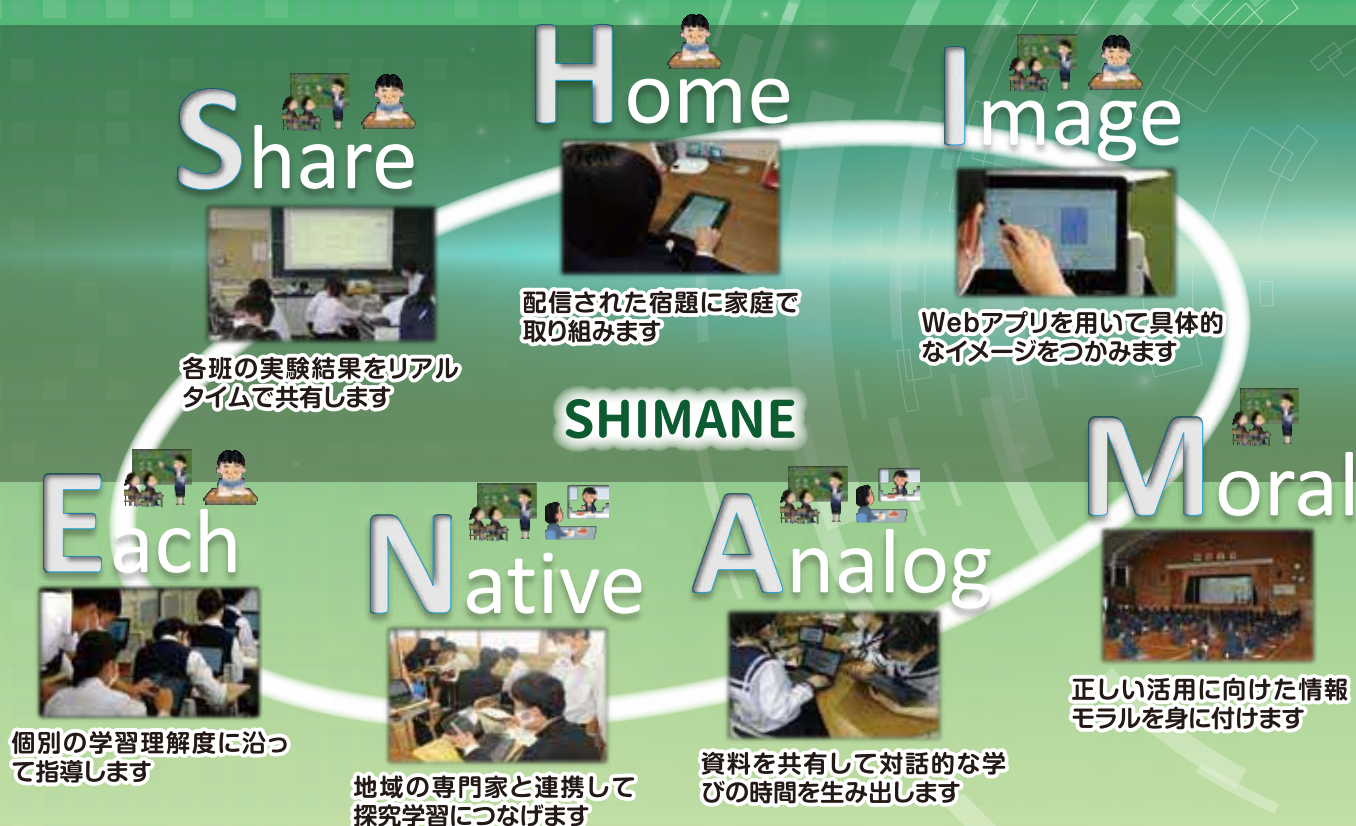 Share
各班の実験結果をリアル
タイムで共有します
Home
配信された宿題に家庭で
取り組みます
Image
Webアプリを用いて具体的
なイメージをつかみます
SHIMANE
Moral
正しい活用に向けた情報
モラルを身に付けます
Analog
資料を共有して対話的な学
びの時間を生み出します
Native
地域の専門家と連携して
探究学習につなげます
Each
個別の学習理解度に沿っ
て指導します